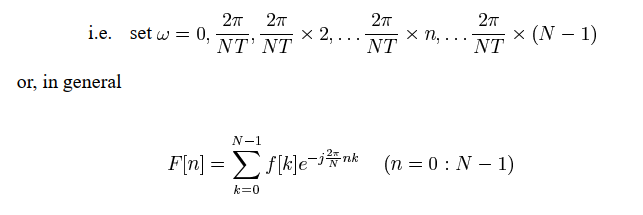 i.e. set ω = 0, 2π/NT, 2π/NT × 2, . . . 2π/NT × n, . . . 2π/NT × (N − 1)
or, in general
F[n] = ∑_{k=0}^{N−1} f[k]e^{−j(2π/N)nk} (n = 0 : N − 1)